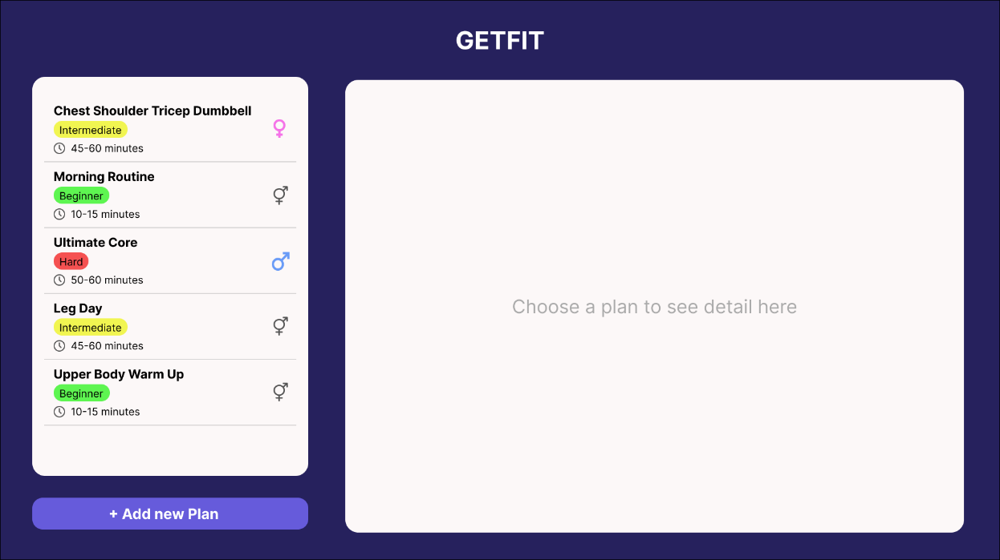 GETFIT
Chest Shoulder Tricep Dumbbell
Intermediate
45-60 minutes
Morning Routine
Beginner
10-15 minutes
Ultimate Core
Hard
50-60 minutes
Leg Day
Intermediate
45-60 minutes
Upper Body Warm Up
Beginner
10-15 minutes
+ Add new Plan
Choose a plan to see detail here